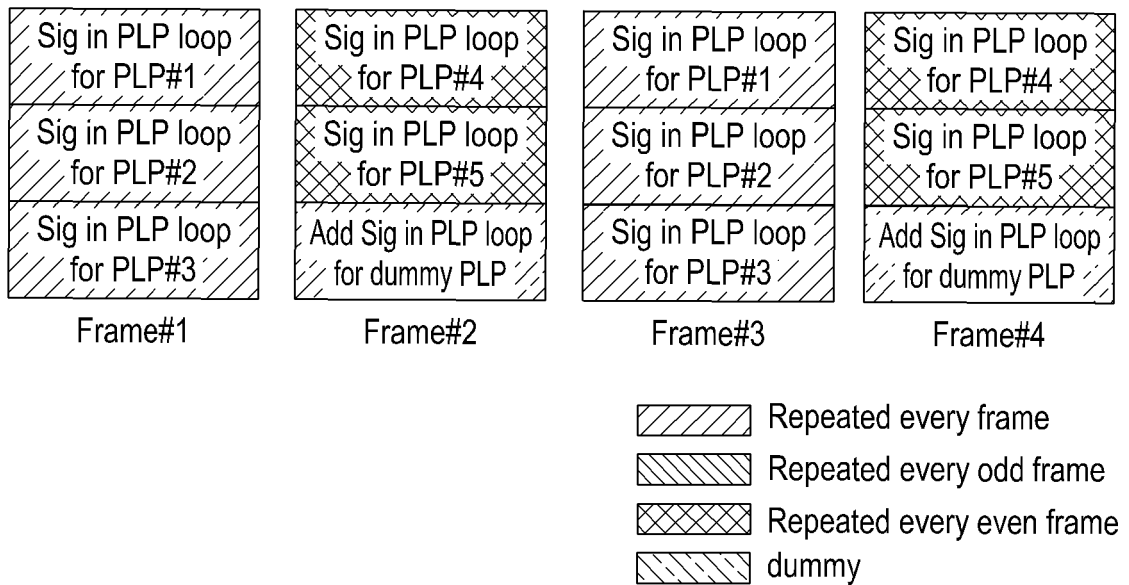 Sig in PLP loop
for PLP#1
Sig in PLP loop
for PLP#2
Sig in PLP loop
for PLP#3
Frame#1
Sig in PLP loop
for PLP#4
Sig in PLP loop
for PLP#5
Add Sig in PLP loop
for dummy PLP
Frame#2
Sig in PLP loop
for PLP#1
Sig in PLP loop
for PLP#2
Sig in PLP loop
for PLP#3
Frame#3
Sig in PLP loop
for PLP#4
Sig in PLP loop
for PLP#5
Add Sig in PLP loop
for dummy PLP
Frame#4
Repeated every frame
Repeated every odd frame
Repeated every even frame
dummy